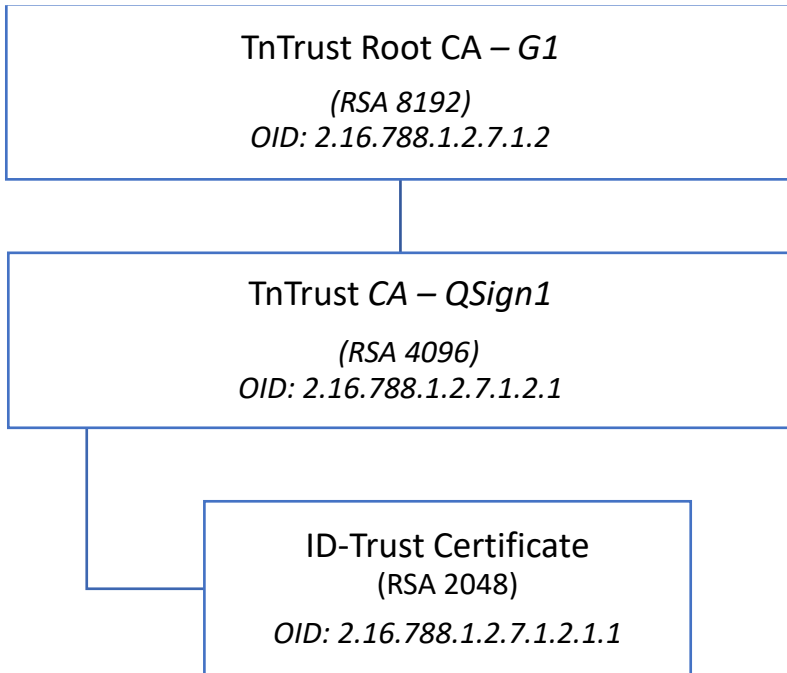 TnTrust Root CA – G1
(RSA 8192)
OID: 2.16.788.1.2.7.1.2
TnTrust CA – QSign1
(RSA 4096)
OID: 2.16.788.1.2.7.1.2.1
ID-Trust Certificate
(RSA 2048)
OID: 2.16.788.1.2.7.1.2.1.1